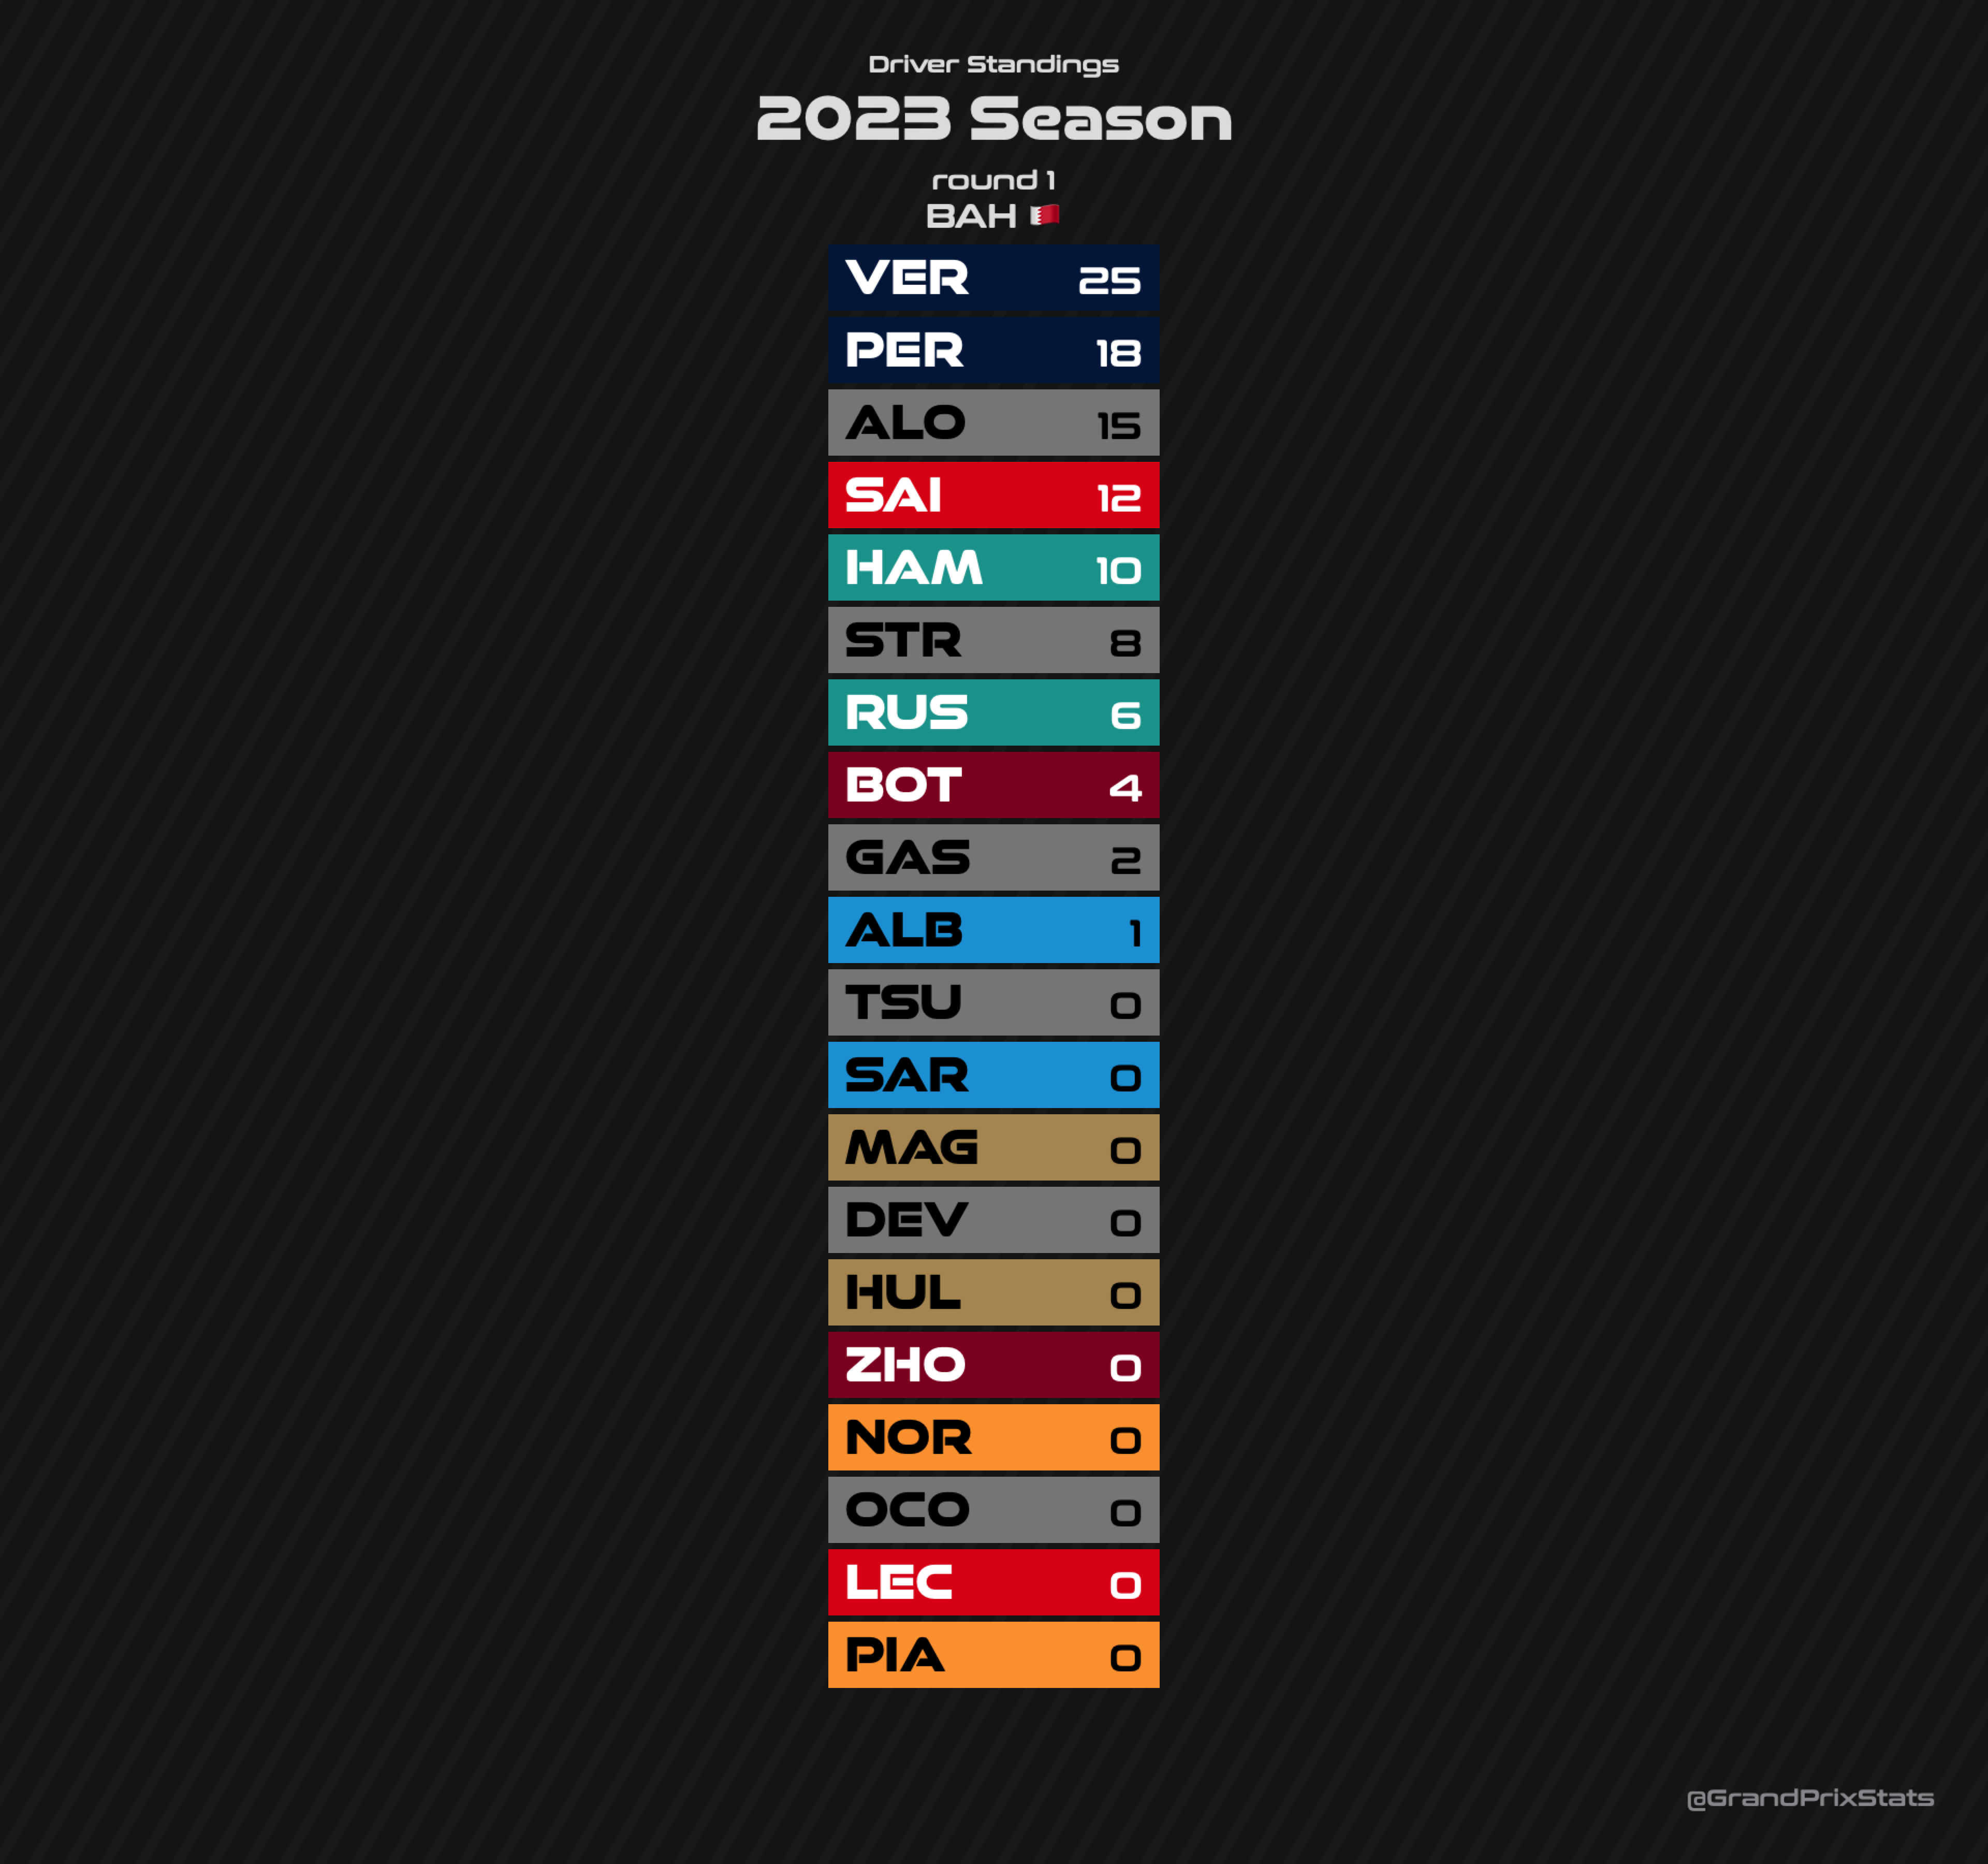 Driver Standings
2023 Season
round 1
BAH 🇧🇭
VER 25
PER 18
ALO 15
SAI 12
HAM 10
STR 8
RUS 6
BOT 4
GAS 2
ALB 1
TSU 0
SAR 0
MAG 0
DEV 0
HUL 0
ZHO 0
NOR 0
OCO 0
LEC 0
PIA 0
@GrandPrixStats